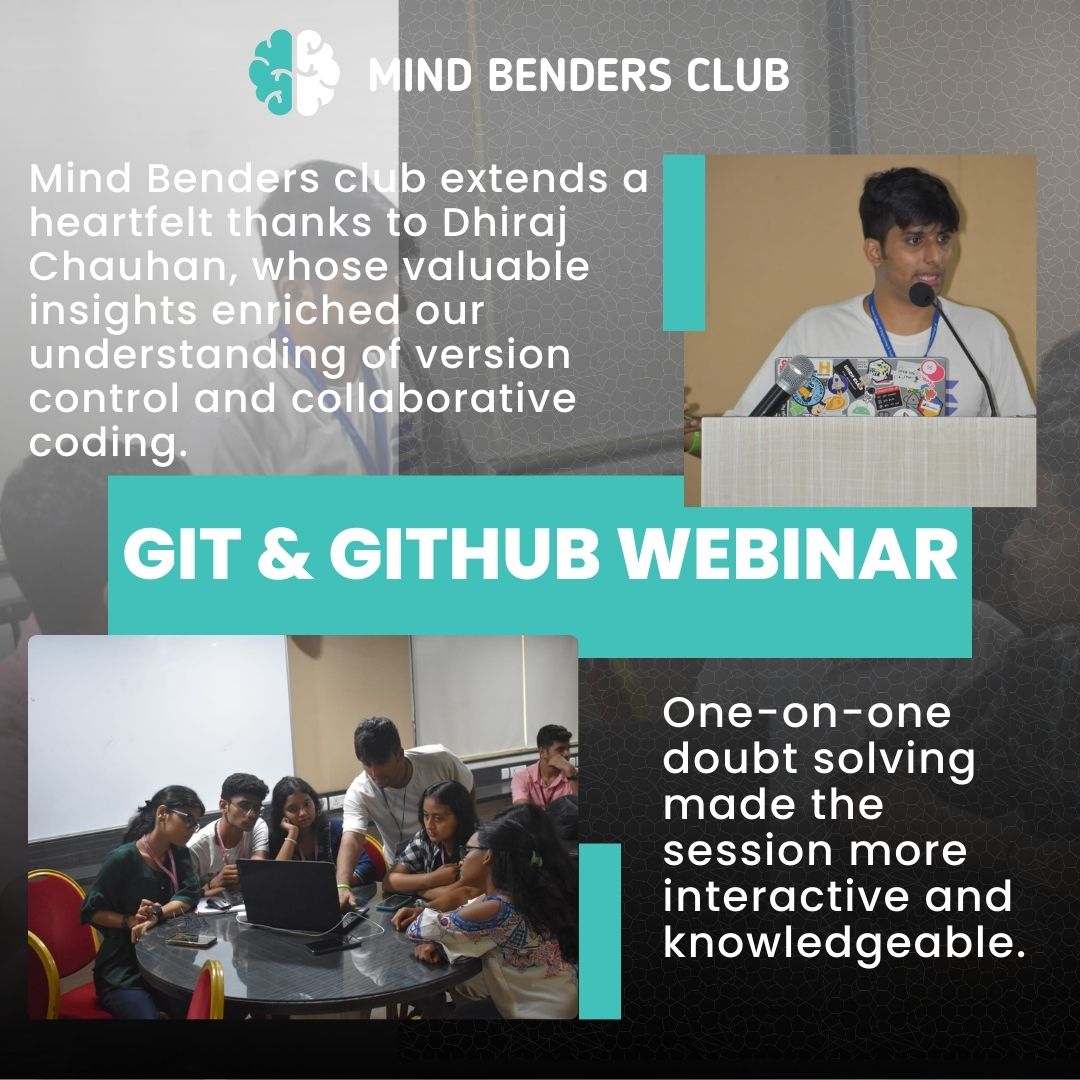 MIND BENDERS CLUB
Mind Benders club extends a
heartfelt thanks to Dhiraj
Chauhan, whose valuable
insights enriched our
understanding of version
control and collaborative
coding.
GIT & GITHUB WEBINAR
One-on-one
doubt solving
made the
session more
interactive and
knowledgeable.